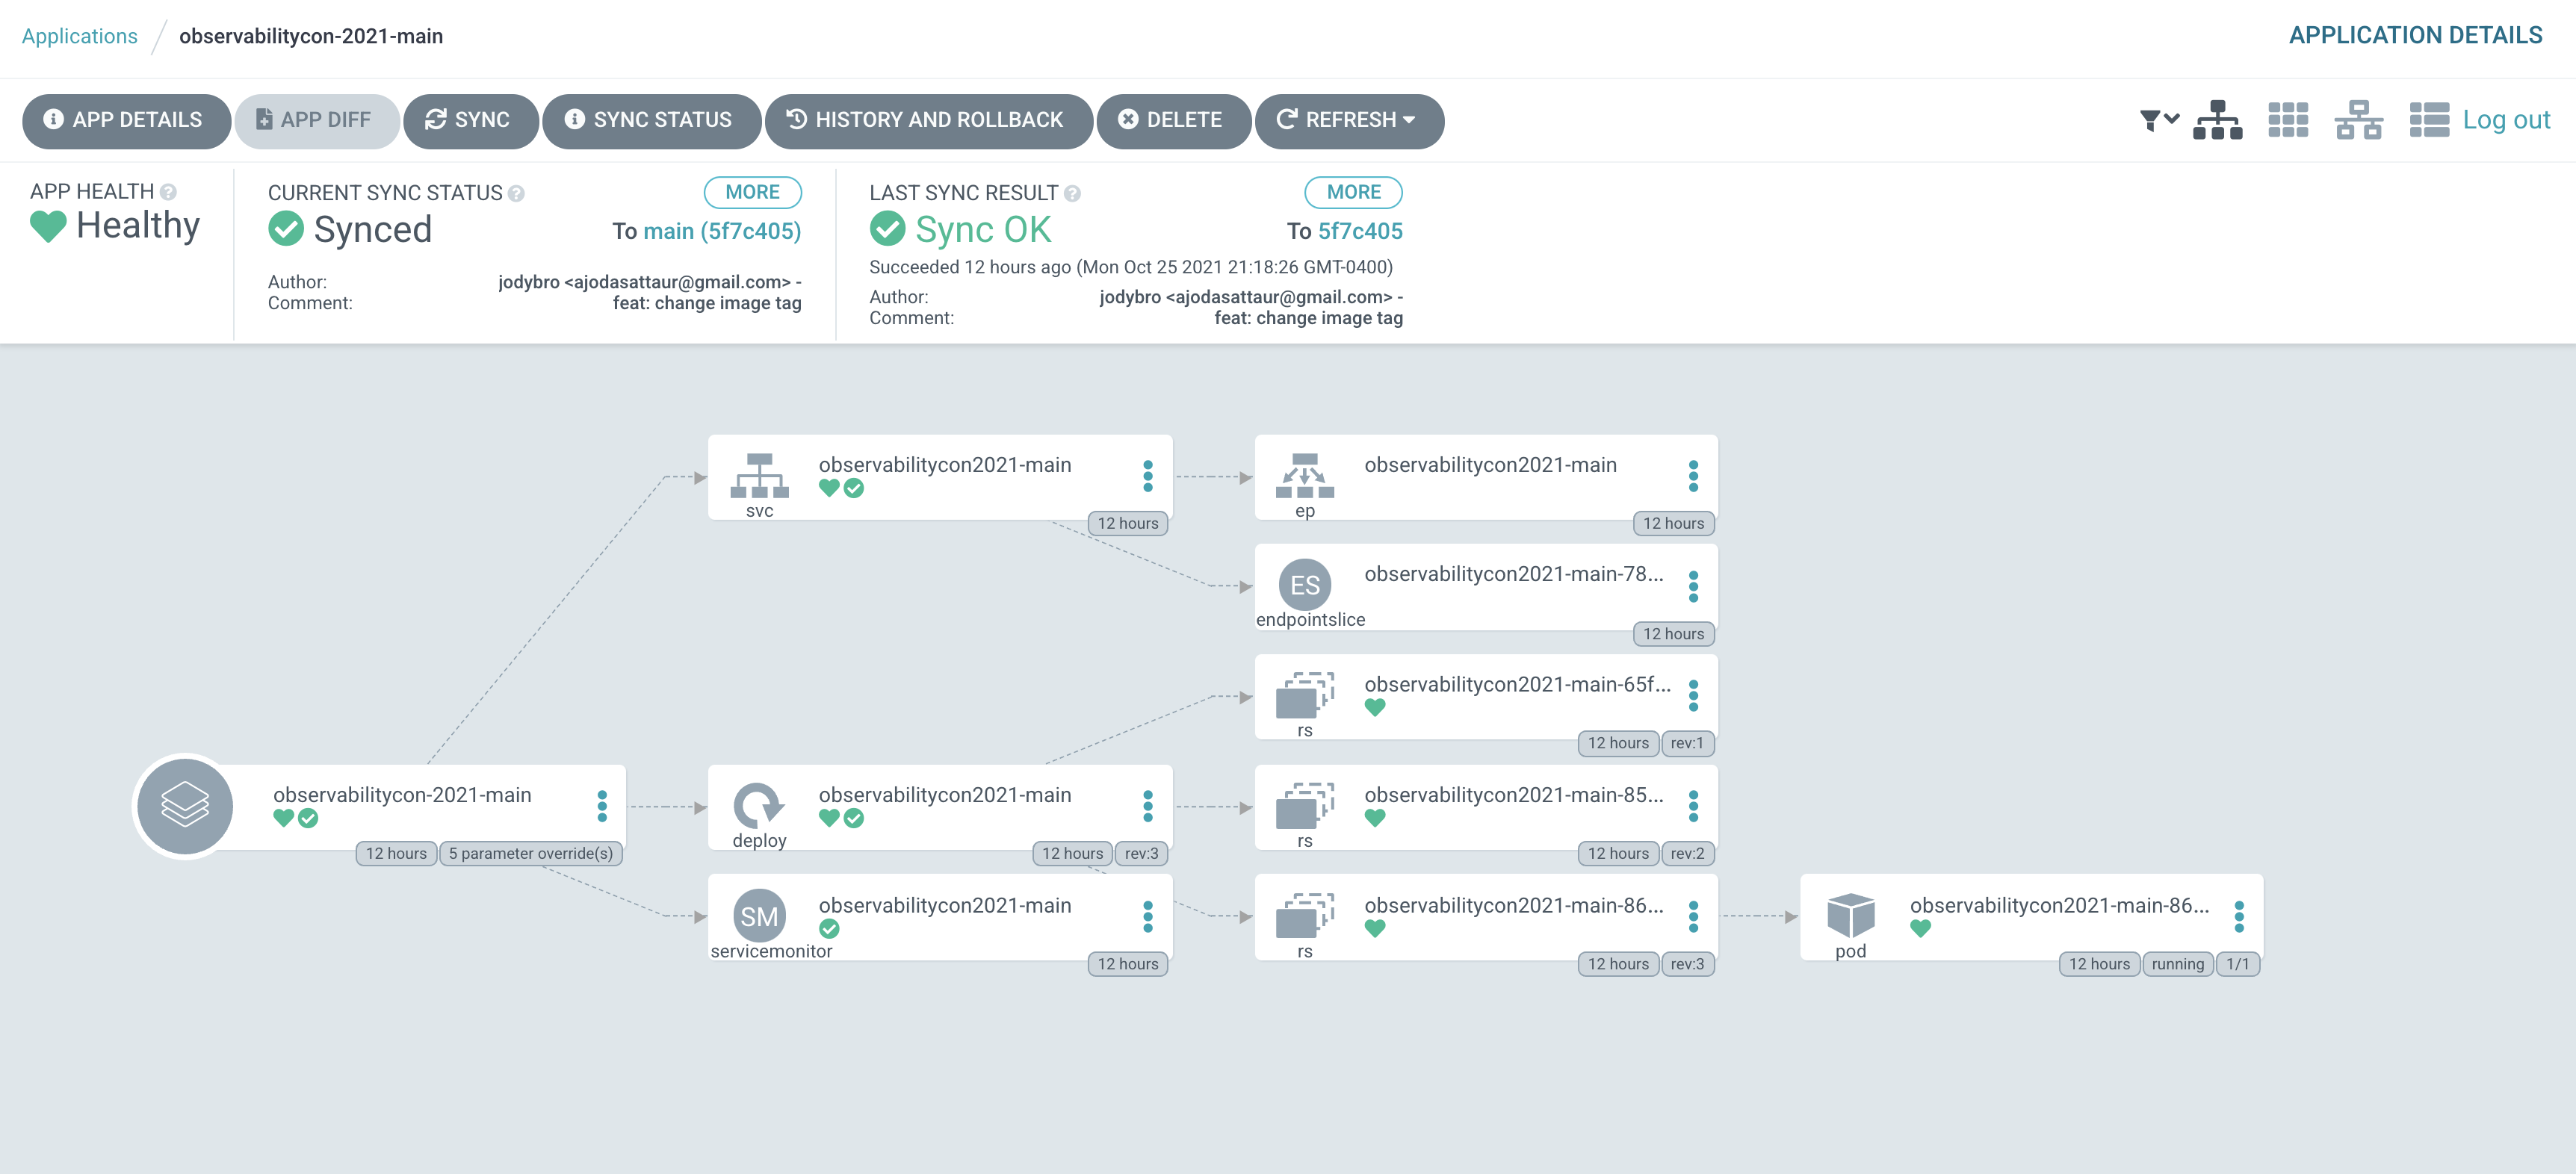 Applications / observabilitycon-2021-main
APPLICATION DETAILS
APP DETAILS
APP DIFF
SYNC
SYNC STATUS
HISTORY AND ROLLBACK
DELETE
REFRESH
Log out
APP HEALTH
Healthy
CURRENT SYNC STATUS
MORE
Synced
To main (5f7c405)
Author: jodybro <ajodasattaur@gmail.com> -
Comment: feat: change image tag
LAST SYNC RESULT
MORE
Sync OK
To 5f7c405
Succeeded 12 hours ago (Mon Oct 25 2021 21:18:26 GMT-0400)
Author: jodybro <ajodasattaur@gmail.com> -
Comment: feat: change image tag
observabilitycon2021-main
svc
12 hours
observabilitycon2021-main
ep
12 hours
ES
observabilitycon2021-main-78...
endpointslice
12 hours
observabilitycon2021-main-65f...
rs
12 hours
rev:1
observabilitycon-2021-main
12 hours
5 parameter override(s)
observabilitycon2021-main
deploy
12 hours
rev:3
observabilitycon2021-main-85...
rs
12 hours
rev:2
SM
observabilitycon2021-main
servicemonitor
12 hours
observabilitycon2021-main-86...
rs
12 hours
rev:3
observabilitycon2021-main-86...
pod
12 hours
running
1/1